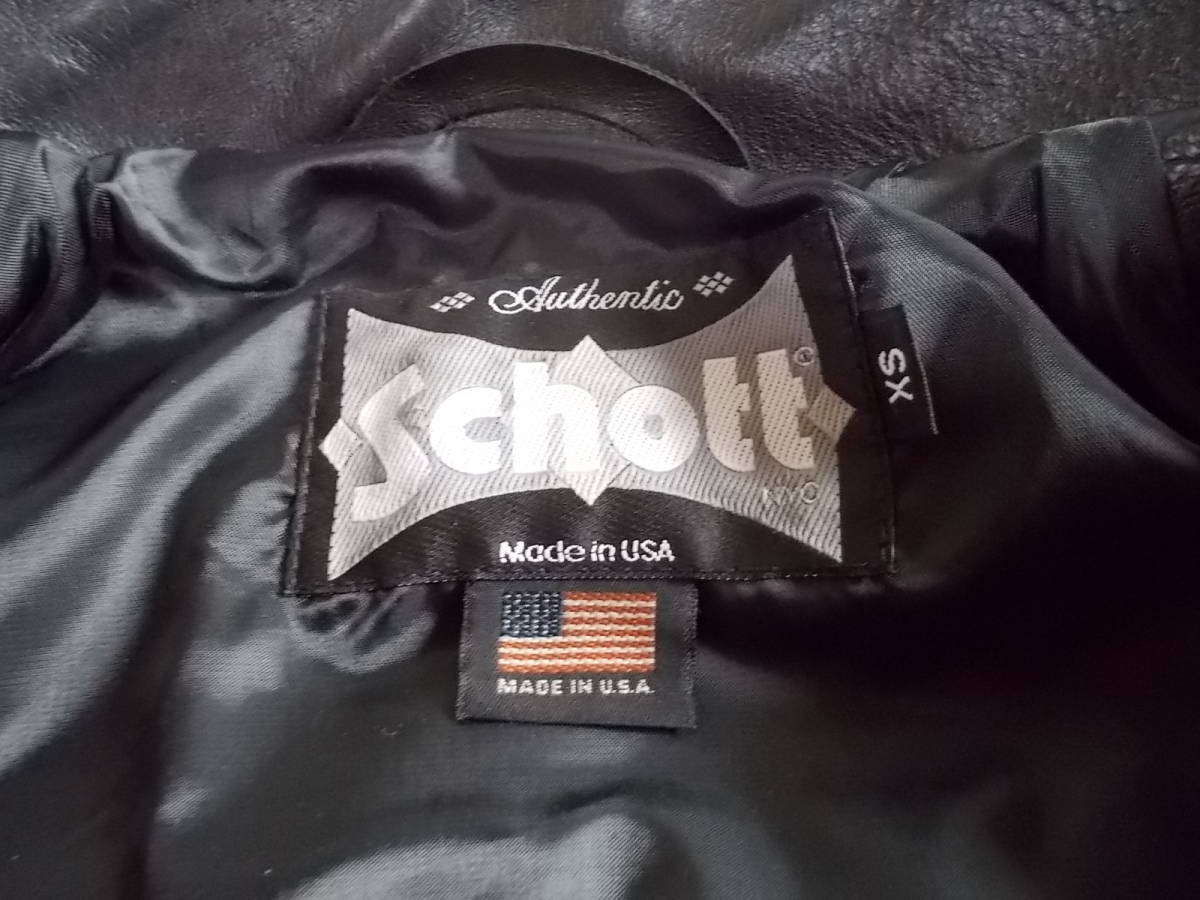 Authentic
Schott®
NYC
Made in USA
XS
MADE IN U.S.A.